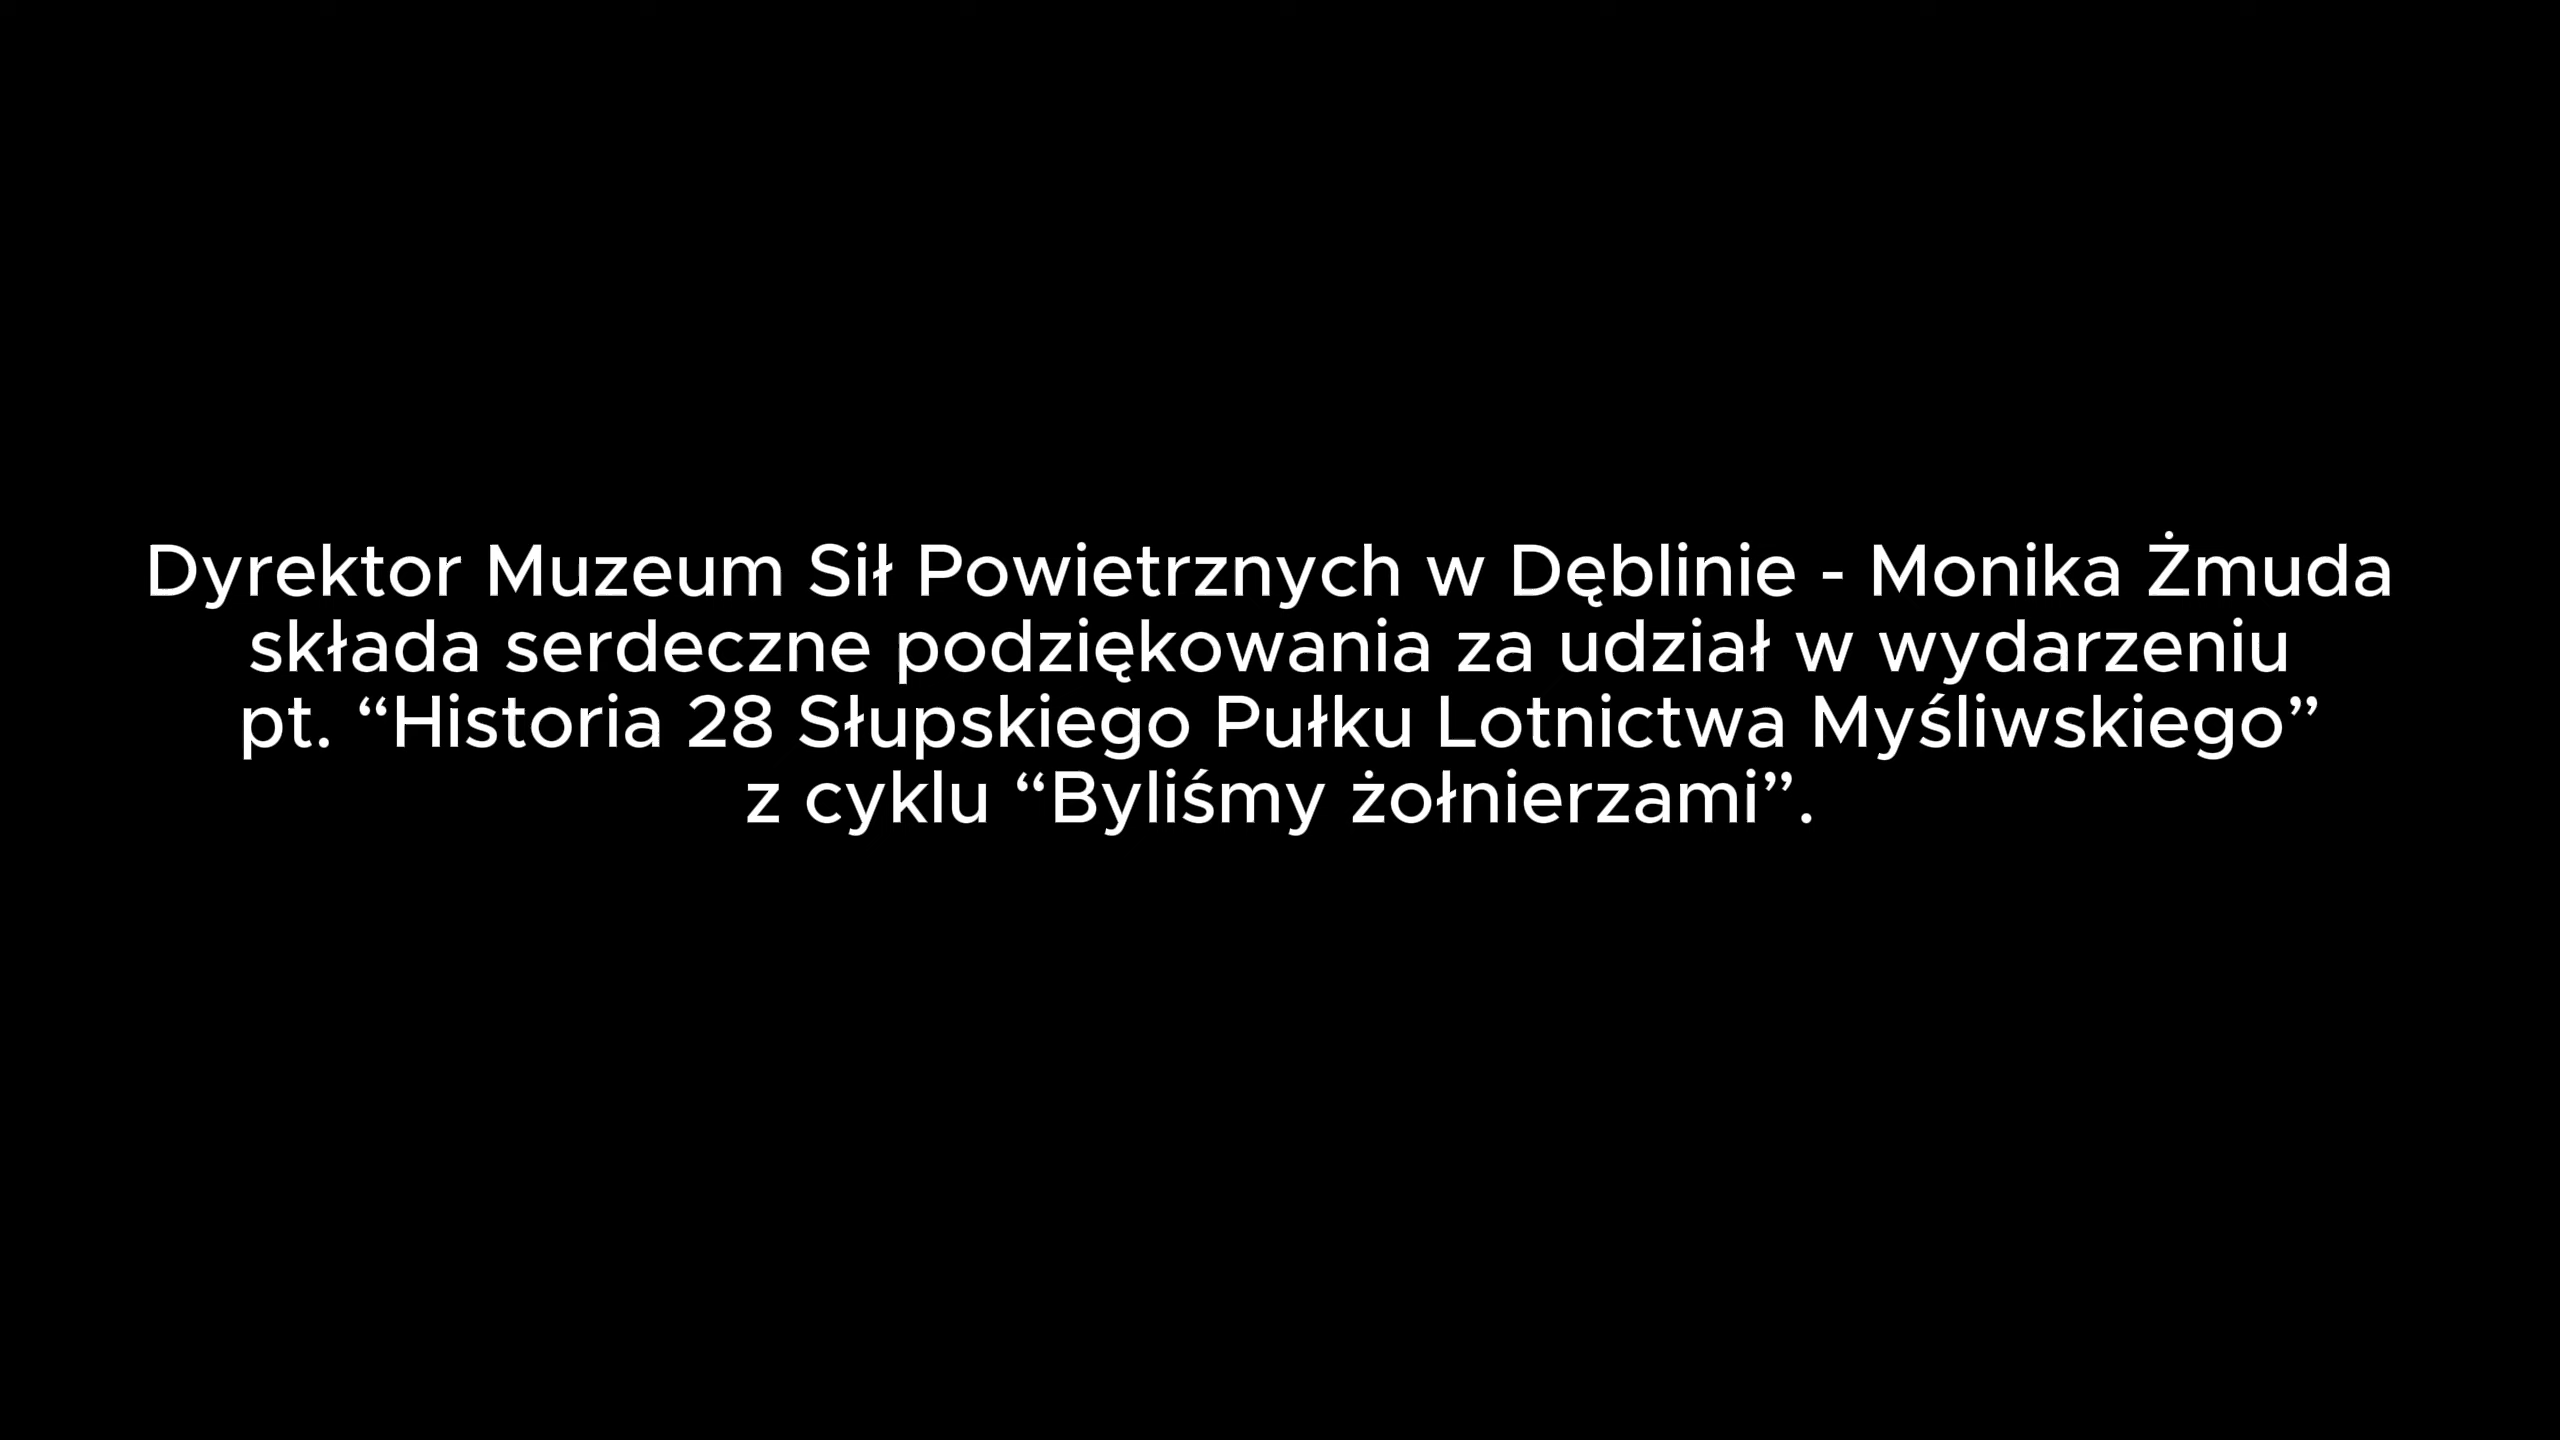 Dyrektor Muzeum Sił Powietrznych w Dęblinie - Monika Żmuda
składa serdeczne podziękowania za udział w wydarzeniu
pt. “Historia 28 Słupskiego Pułku Lotnictwa Myśliwskiego”
z cyklu “Byliśmy żołnierzami”.